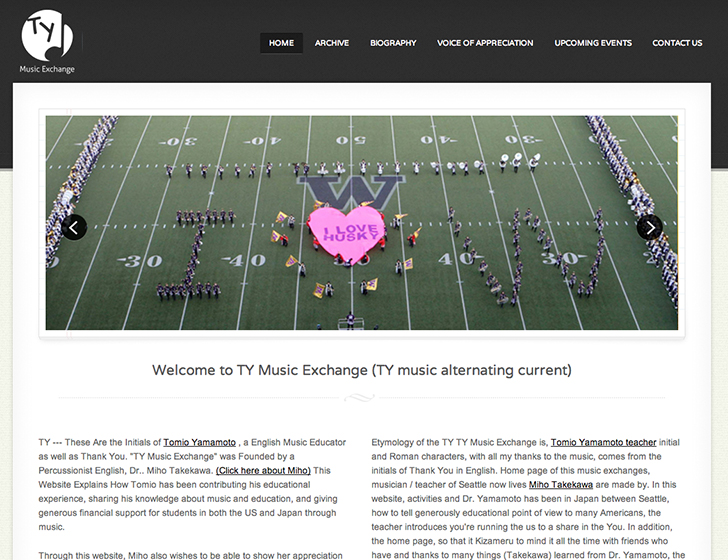 TY
Music Exchange
HOME ARCHIVE BIOGRAPHY VOICE OF APPRECIATION UPCOMING EVENTS CONTACT US
30 40 50 40 30
W
I LOVE
HUSKY
30 40 40 30
I W
Welcome to TY Music Exchange (TY music alternating current)
TY --- These Are the Initials of Tomio Yamamoto , a English Music Educator
as well as Thank You. "TY Music Exchange" was Founded by a
Percussionist English, Dr.. Miho Takekawa. (Click here about Miho) This
Website Explains How Tomio has been contributing his educational
experience, sharing his knowledge about music and education, and giving
generous financial support for students in both the US and Japan through
music.
Through this website, Miho also wishes to be able to show her appreciation
Etymology of the TY TY Music Exchange is, Tomio Yamamoto teacher initial
and Roman characters, with all my thanks to the music, comes from the
initials of Thank You in English. Home page of this music exchanges,
musician / teacher of Seattle now lives Miho Takekawa are made by. In this
website, activities and Dr. Yamamoto has been in Japan between Seattle,
how to tell generously educational point of view to many Americans, the
teacher introduces you're running the us to a share in the You. In addition,
the home page, so that it Kizameru to mind it all the time with friends who
have and thanks to many things (Takekawa) learned from Dr. Yamamoto, the